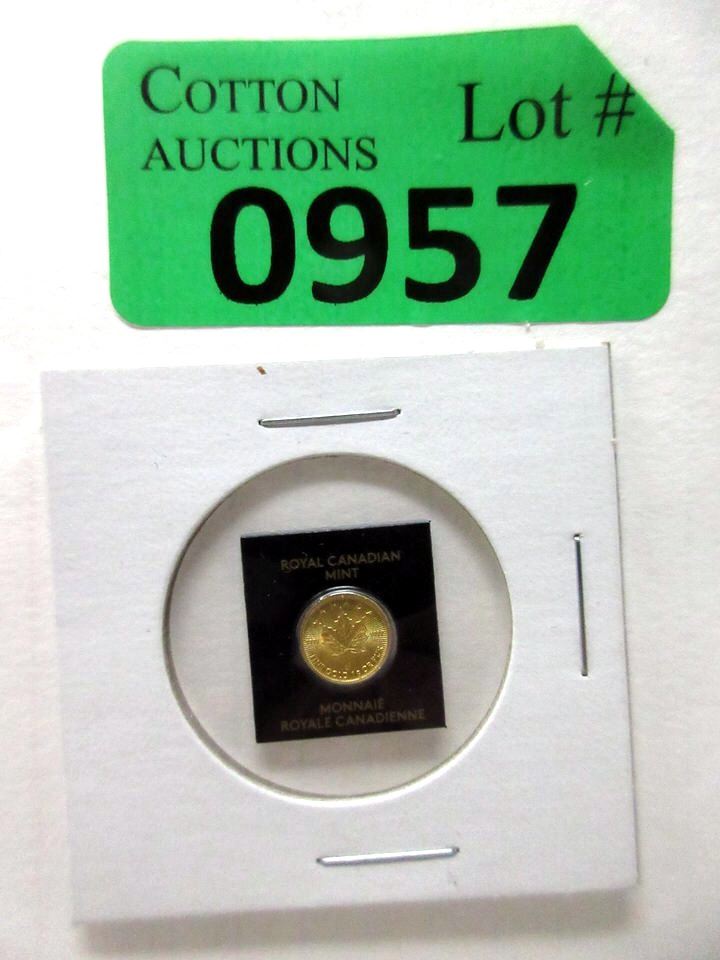 COTTON
AUCTIONS
Lot #
0957
ROYAL CANADIAN
MINT
MONNAIE
ROYALE CANADIENNE